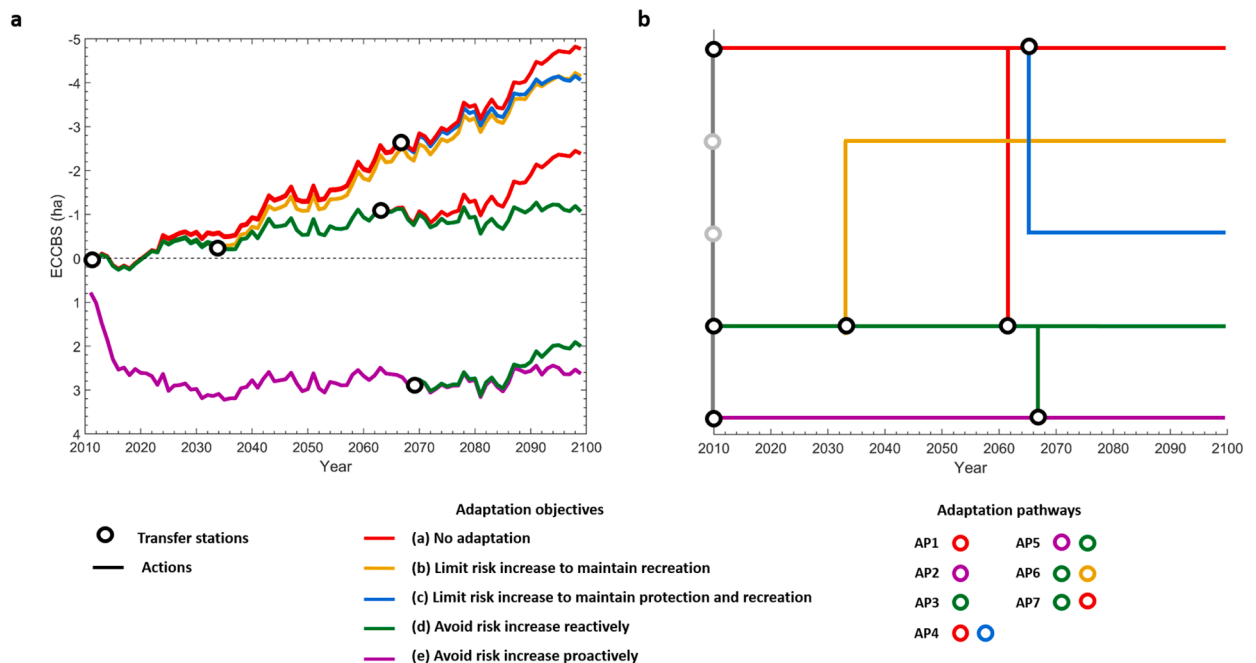 a
b
-5
-4
-3
-2
-1
0
1
2
3
4
ECCBS (ha)
2010 2020 2030 2040 2050 2060 2070 2080 2090 2100
Year
2010 2020 2030 2040 2050 2060 2070 2080 2090 2100
Year
Transfer stations
Actions
Adaptation objectives
(a) No adaptation
(b) Limit risk increase to maintain recreation
(c) Limit risk increase to maintain protection and recreation
(d) Avoid risk increase reactively
(e) Avoid risk increase proactively
Adaptation pathways
AP1 AP5
AP2 AP6
AP3 AP7
AP4